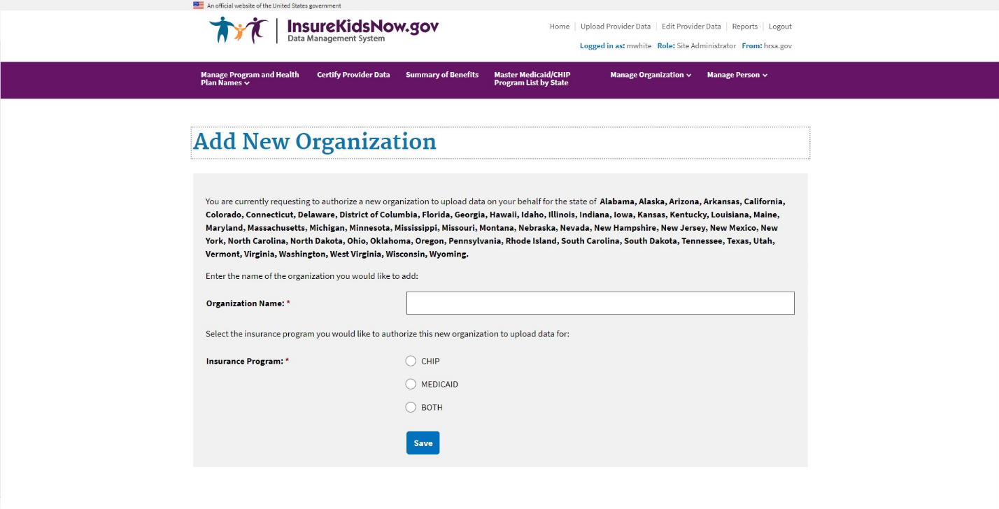 An official website of the United States government
InsureKidsNow.gov
Data Management System
Home Upload Provider Data Edit Provider Data Reports Logout
Logged in as: mwhite Role: Site Administrator From: hrsa.gov
Manage Program and Health Plan Names
Certify Provider Data
Summary of Benefits
Master Medicaid/CHIP Program List by State
Manage Organization
Manage Person
Add New Organization
You are currently requesting to authorize a new organization to upload data on your behalf for the state of Alabama, Alaska, Arizona, Arkansas, California,
Colorado, Connecticut, Delaware, District of Columbia, Florida, Georgia, Hawaii, Idaho, Illinois, Indiana, Iowa, Kansas, Kentucky, Louisiana, Maine,
Maryland, Massachusetts, Michigan, Minnesota, Mississippi, Missouri, Montana, Nebraska, Nevada, New Hampshire, New Jersey, New Mexico, New
York, North Carolina, North Dakota, Ohio, Oklahoma, Oregon, Pennsylvania, Rhode Island, South Carolina, South Dakota, Tennessee, Texas, Utah,
Vermont, Virginia, Washington, West Virginia, Wisconsin, Wyoming.
Enter the name of the organization you would like to add:
Organization Name: *
Select the insurance program you would like to authorize this new organization to upload data for:
Insurance Program: *
CHIP
MEDICAID
BOTH
Save